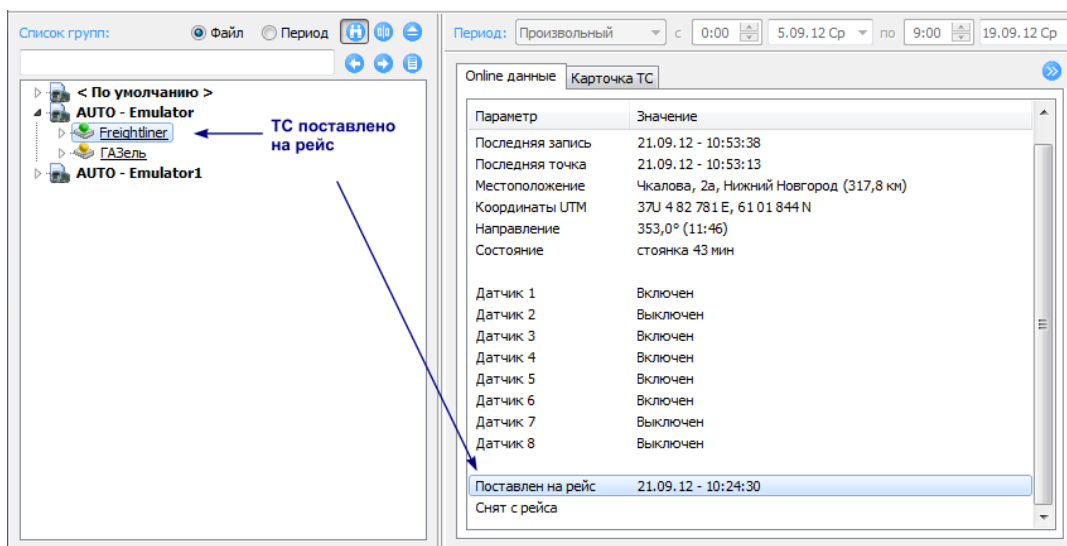 Список групп: Файл Период
< По умолчанию >
AUTO - Emulator
Freightliner
ГАЗель
AUTO - Emulator1
ТС поставлено
на рейс
Период: Произвольный с 0:00 5.09.12 Ср по 9:00 19.09.12 Ср
Online данные Карточка ТС
Параметр Значение
Последняя запись 21.09.12 - 10:53:38
Последняя точка 21.09.12 - 10:53:13
Местоположение Чкалова, 2а, Нижний Новгород (317,8 км)
Координаты UTM 37U 4 82 781 E, 61 01 844 N
Направление 353,0° (11:46)
Состояние стоянка 43 мин
Датчик 1 Включен
Датчик 2 Выключен
Датчик 3 Включен
Датчик 4 Включен
Датчик 5 Включен
Датчик 6 Включен
Датчик 7 Выключен
Датчик 8 Выключен
Поставлен на рейс 21.09.12 - 10:24:30
Снят с рейса